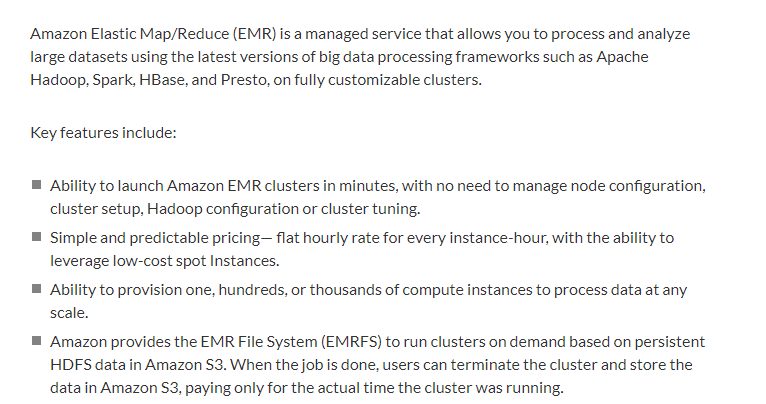 Amazon Elastic Map/Reduce (EMR) is a managed service that allows you to process and analyze
large datasets using the latest versions of big data processing frameworks such as Apache
Hadoop, Spark, HBase, and Presto, on fully customizable clusters.
Key features include:
Ability to launch Amazon EMR clusters in minutes, with no need to manage node configuration,
cluster setup, Hadoop configuration or cluster tuning.
Simple and predictable pricing— flat hourly rate for every instance-hour, with the ability to
leverage low-cost spot Instances.
Ability to provision one, hundreds, or thousands of compute instances to process data at any
scale.
Amazon provides the EMR File System (EMRFS) to run clusters on demand based on persistent
HDFS data in Amazon S3. When the job is done, users can terminate the cluster and store the
data in Amazon S3, paying only for the actual time the cluster was running.